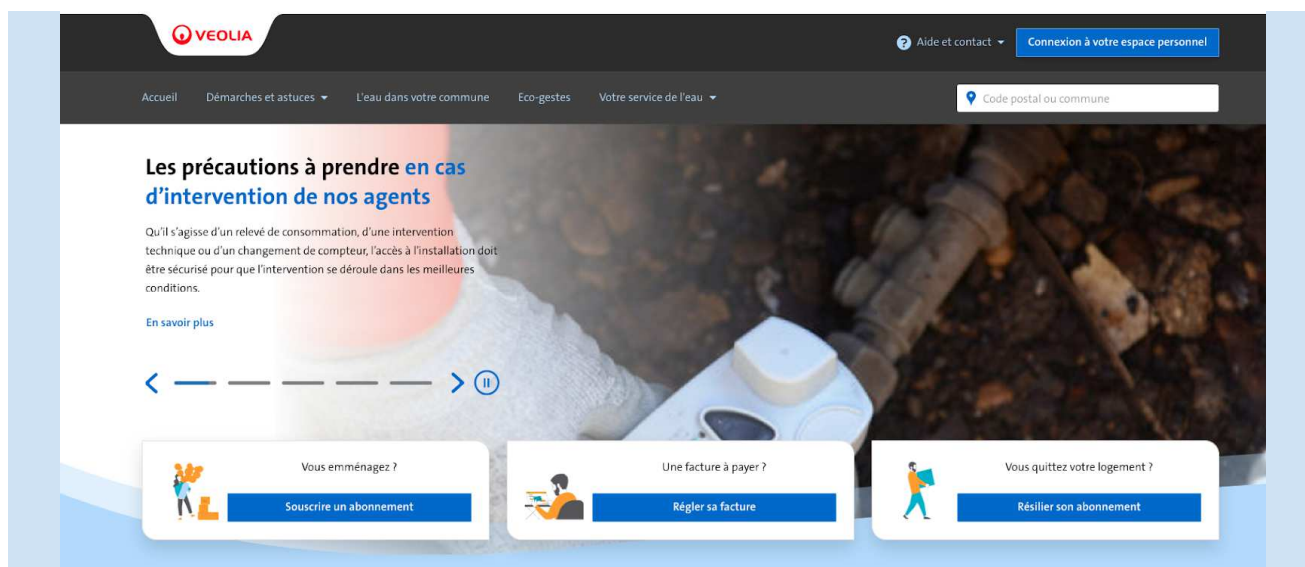 VEOLIA
? Aide et contact
Connexion à votre espace personnel
Accueil
Démarches et astuces
L'eau dans votre commune
Eco-gestes
Votre service de l'eau
Code postal ou commune
Les précautions à prendre en cas
d'intervention de nos agents
Qu'il s'agisse d'un relevé de consommation, d'une intervention
technique ou d'un changement de compteur, l'accès à l'installation doit
être sécurisé pour que l'intervention se déroule dans les meilleures
conditions.
En savoir plus
Vous emménagez ?
Souscrire un abonnement
Une facture à payer ?
Régler sa facture
Vous quittez votre logement ?
Résilier son abonnement